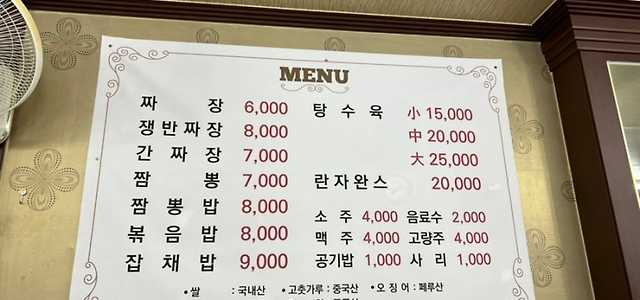 MENU
짜 장 6,000
쟁반짜장 8,000
간 짜 장 7,000
짬 뽕 7,000
짬 뽕 밥 8,000
볶 음 밥 8,000
잡 채 밥 9,000
탕 수 육 小 15,000
中 20,000
大 25,000
란자완스 20,000
소 주 4,000 음료수 2,000
맥 주 4,000 고량주 4,000
공기밥 1,000 사 리 1,000
•쌀 : 국내산 •고춧가루 : 중국산 •오 징 어 : 페루산